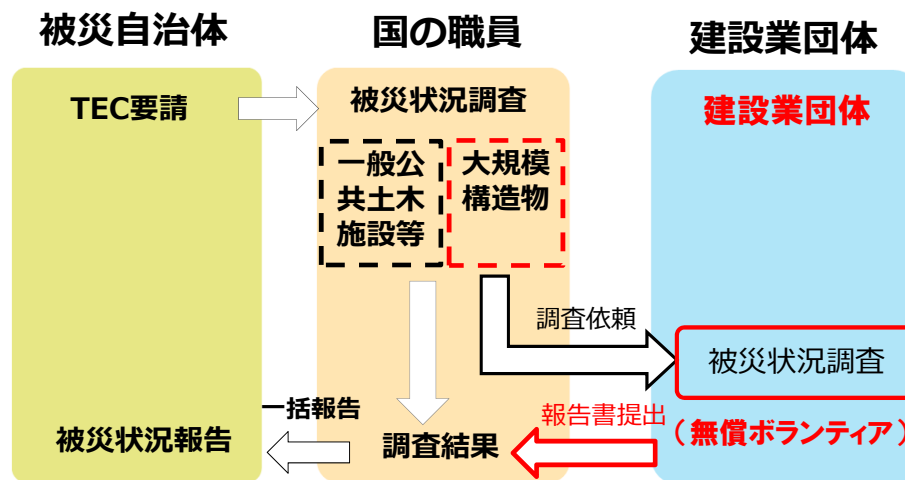 被災自治体
国の職員
建設業団体
TEC要請
被災状況調査
建設業団体
一般公
共土木
施設等
大規模
構造物
調査依頼
被災状況調査
一括報告
報告書提出
（無償ボランティア）
被災状況報告
調査結果